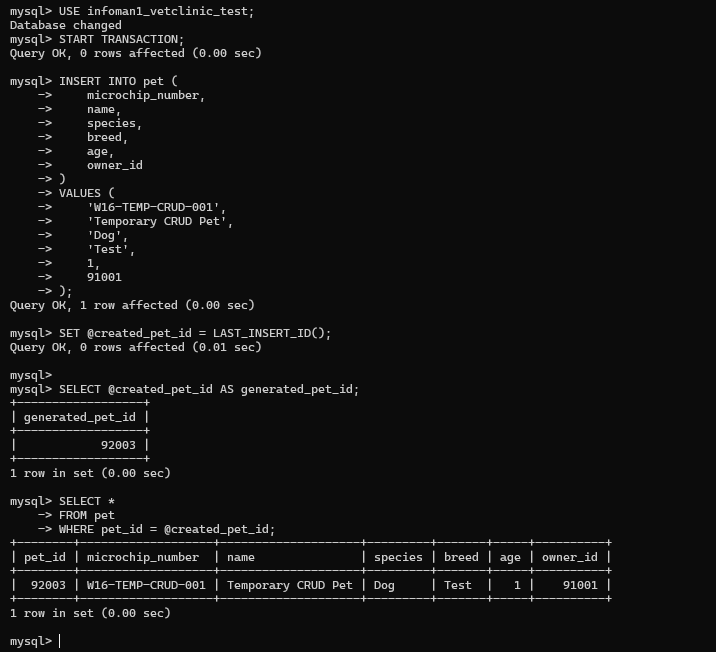 mysql> USE infoman1_vetclinic_test;
Database changed
mysql> START TRANSACTION;
Query OK, 0 rows affected (0.00 sec)

mysql> INSERT INTO pet (
    ->     microchip_number,
    ->     name,
    ->     species,
    ->     breed,
    ->     age,
    ->     owner_id
    -> )
    -> VALUES (
    ->     'W16-TEMP-CRUD-001',
    ->     'Temporary CRUD Pet',
    ->     'Dog',
    ->     'Test',
    ->     1,
    ->     91001
    -> );
Query OK, 1 row affected (0.00 sec)

mysql> SET @created_pet_id = LAST_INSERT_ID();
Query OK, 0 rows affected (0.01 sec)

mysql>
mysql> SELECT @created_pet_id AS generated_pet_id;
+------------------+
| generated_pet_id |
+------------------+
|            92003 |
+------------------+
1 row in set (0.00 sec)

mysql> SELECT *
    -> FROM pet
    -> WHERE pet_id = @created_pet_id;
+--------+-------------------+--------------------+---------+-------+-----+----------+
| pet_id | microchip_number  | name               | species | breed | age | owner_id |
+--------+-------------------+--------------------+---------+-------+-----+----------+
|  92003 | W16-TEMP-CRUD-001 | Temporary CRUD Pet | Dog     | Test  |   1 |    91001 |
+--------+-------------------+--------------------+---------+-------+-----+----------+
1 row in set (0.00 sec)

mysql>